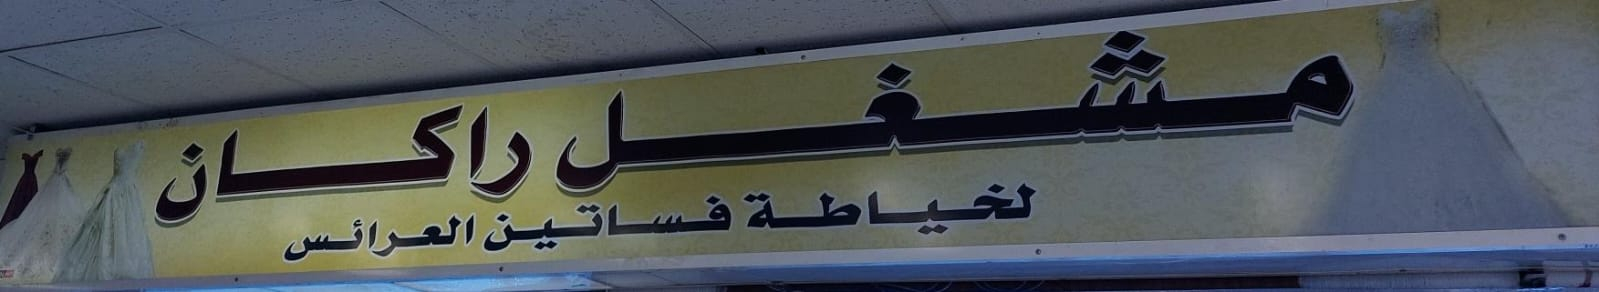 مشغل راكان
لخياطة فساتين العرائس